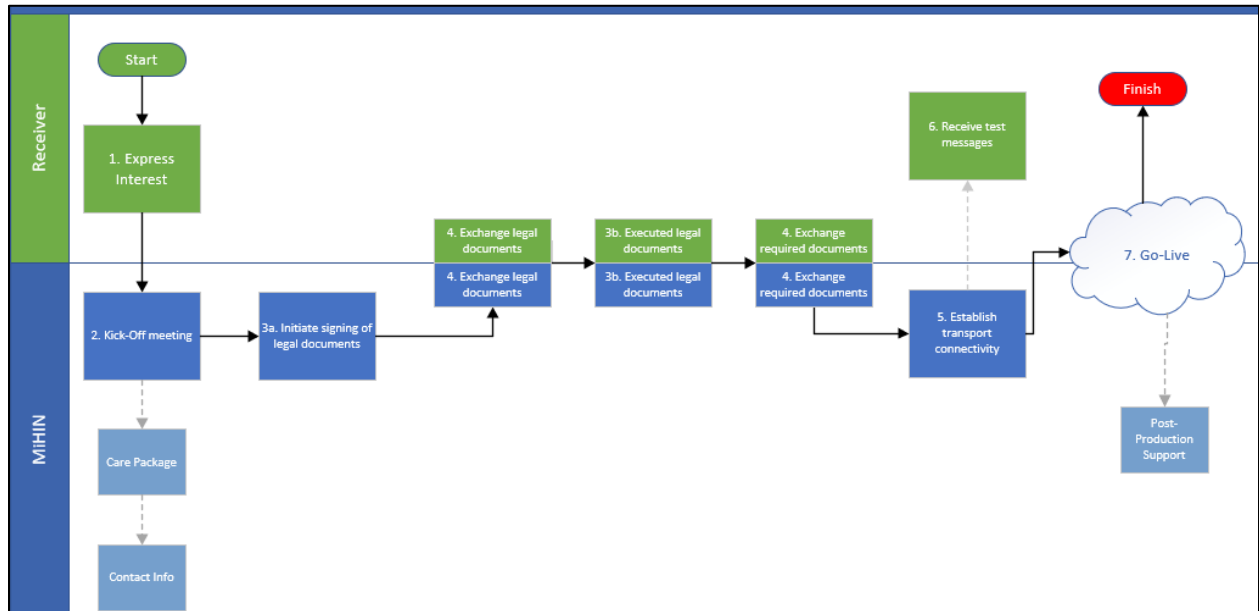 Receiver
Start
1. Express
Interest
4. Exchange legal
documents
3b. Executed legal
documents
4. Exchange
required documents
6. Receive test
messages
Finish
7. Go-Live
MiHIN
2. Kick-Off meeting
3a. Initiate signing of
legal documents
4. Exchange legal
documents
3b. Executed legal
documents
4. Exchange
required documents
5. Establish
transport
connectivity
Care Package
Contact Info
Post-
Production
Support